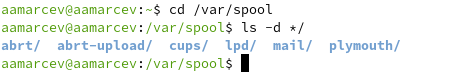 aamarcev@aamarcev:~$ cd /var/spool
aamarcev@aamarcev:/var/spool$ ls -d */
abrt/  abrt-upload/  cups/  lpd/  mail/  plymouth/
aamarcev@aamarcev:/var/spool$